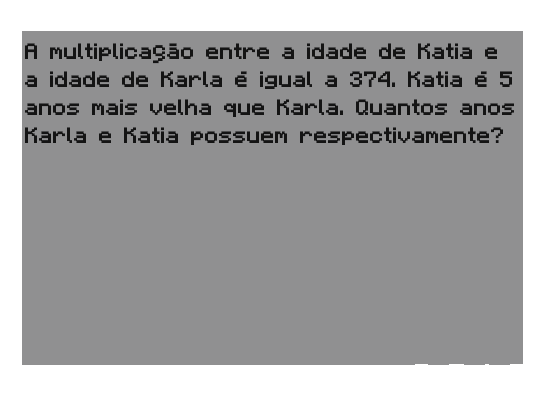 A multiplicação entre a idade de Katia e
a idade de Karla é igual a 374. Katia é 5
anos mais velha que Karla. Quantos anos
Karla e Katia possuem respectivamente?